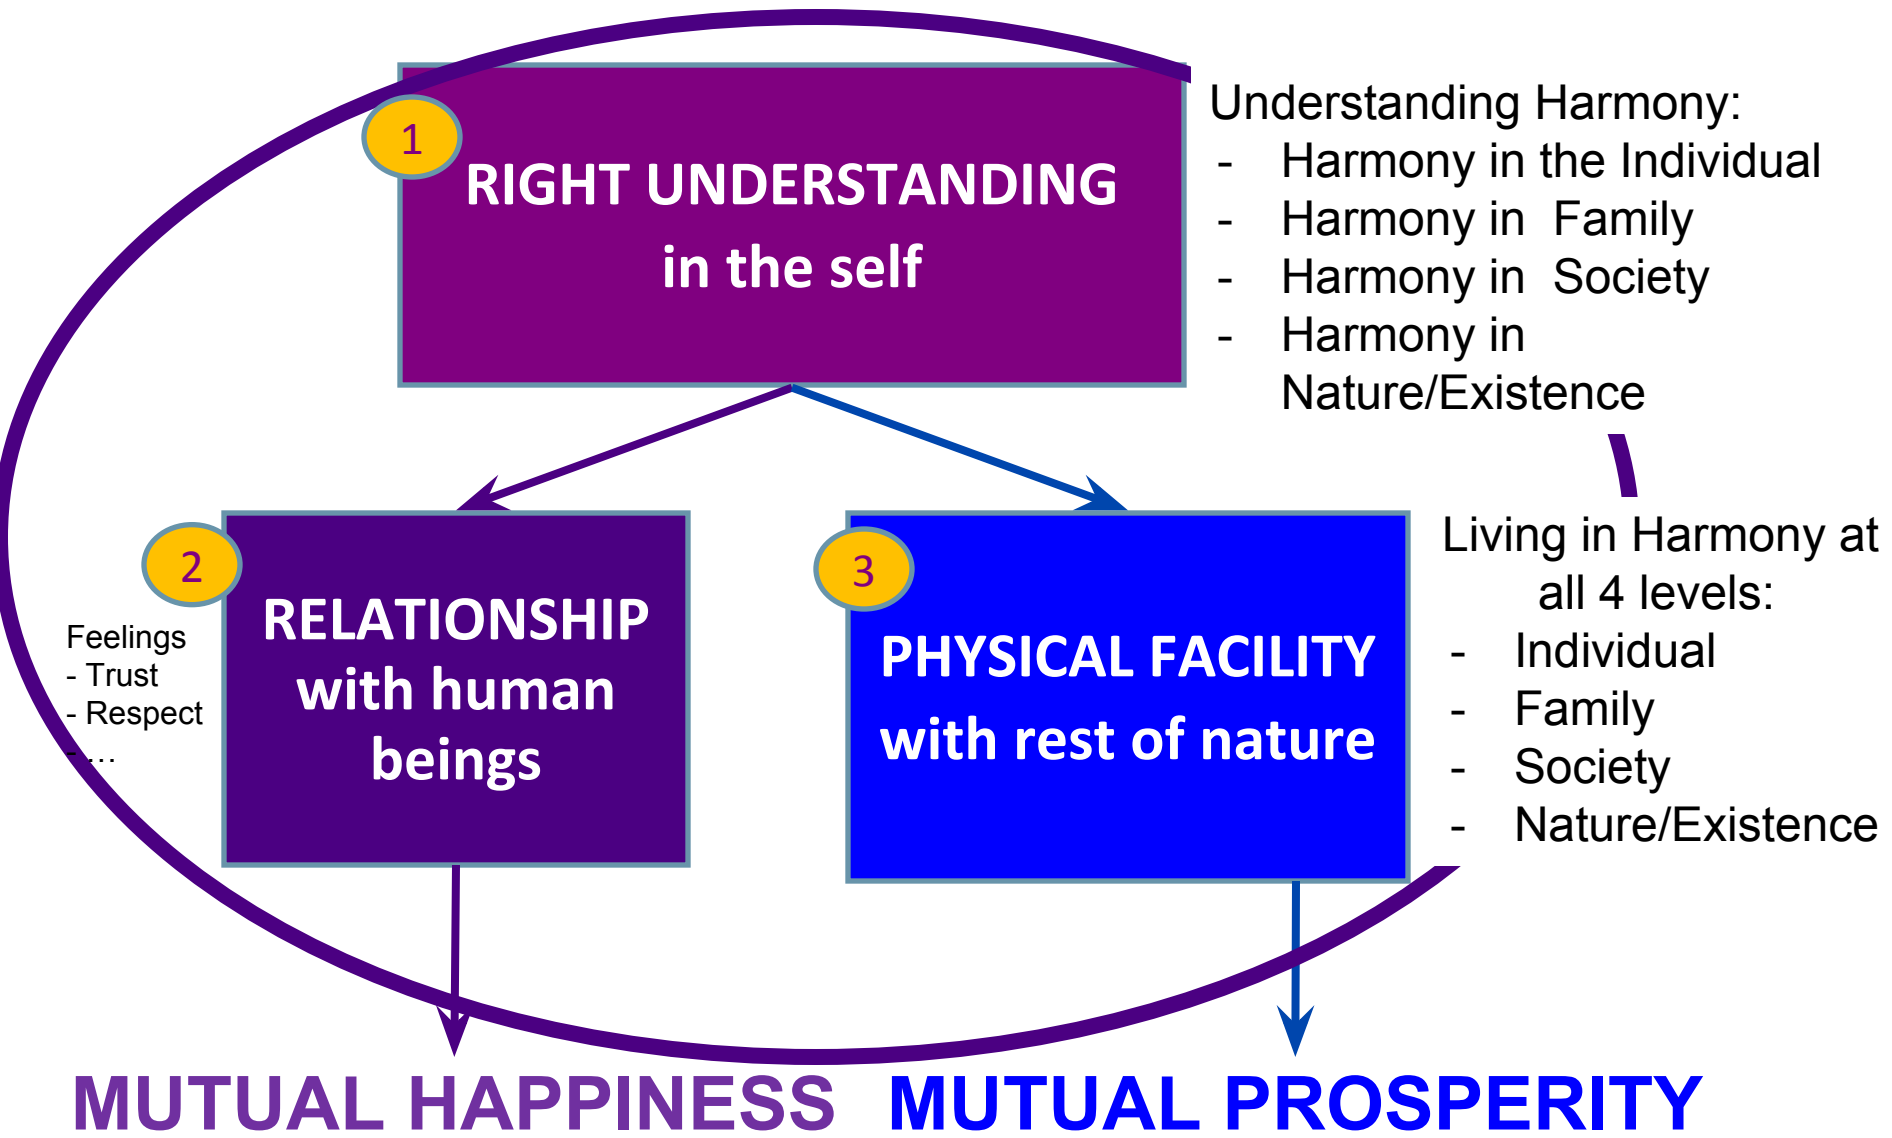 1
RIGHT UNDERSTANDING
in the self
Understanding Harmony:
- Harmony in the Individual
- Harmony in Family
- Harmony in Society
- Harmony in
Nature/Existence
2
RELATIONSHIP
with human
beings
Feelings
- Trust
- Respect
- ...
3
PHYSICAL FACILITY
with rest of nature
Living in Harmony at
all 4 levels:
- Individual
- Family
- Society
- Nature/Existence
MUTUAL HAPPINESS
MUTUAL PROSPERITY